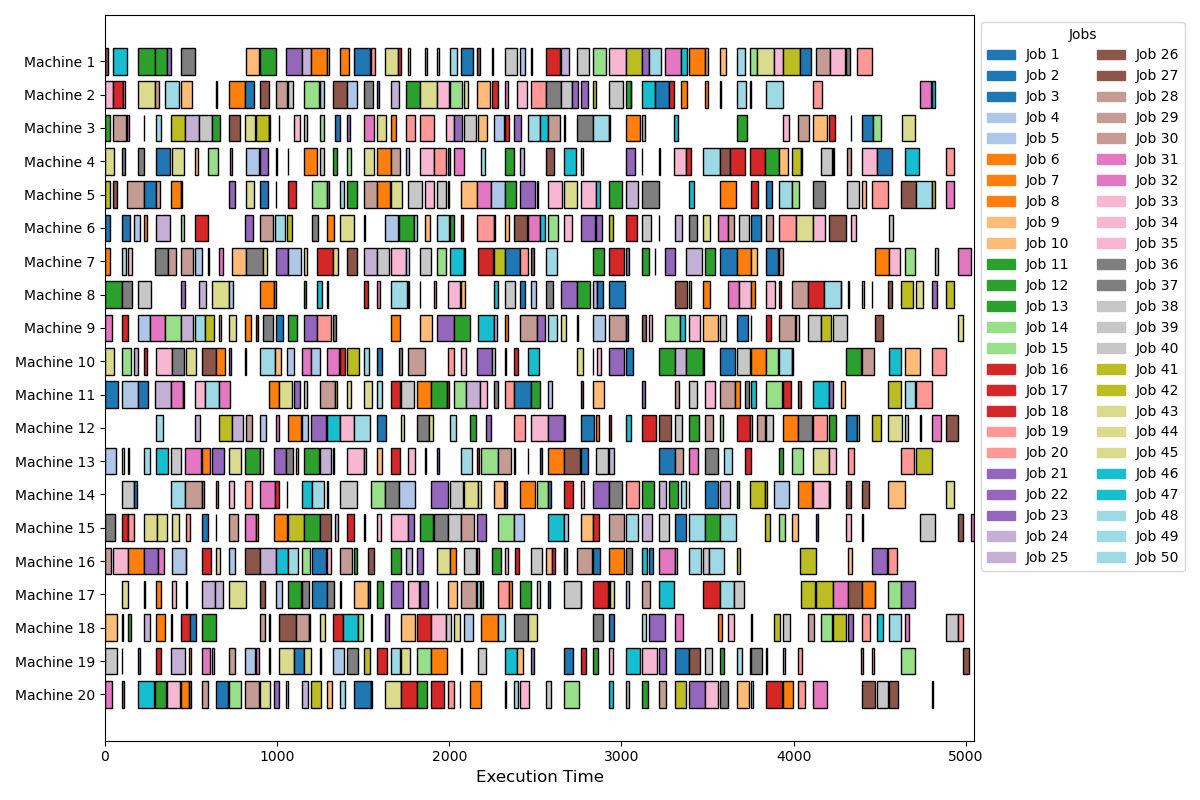 Machine 1
Machine 2
Machine 3
Machine 4
Machine 5
Machine 6
Machine 7
Machine 8
Machine 9
Machine 10
Machine 11
Machine 12
Machine 13
Machine 14
Machine 15
Machine 16
Machine 17
Machine 18
Machine 19
Machine 20
0 1000 2000 3000 4000 5000
Execution Time
Jobs
Job 1 Job 26
Job 2 Job 27
Job 3 Job 28
Job 4 Job 29
Job 5 Job 30
Job 6 Job 31
Job 7 Job 32
Job 8 Job 33
Job 9 Job 34
Job 10 Job 35
Job 11 Job 36
Job 12 Job 37
Job 13 Job 38
Job 14 Job 39
Job 15 Job 40
Job 16 Job 41
Job 17 Job 42
Job 18 Job 43
Job 19 Job 44
Job 20 Job 45
Job 21 Job 46
Job 22 Job 47
Job 23 Job 48
Job 24 Job 49
Job 25 Job 50